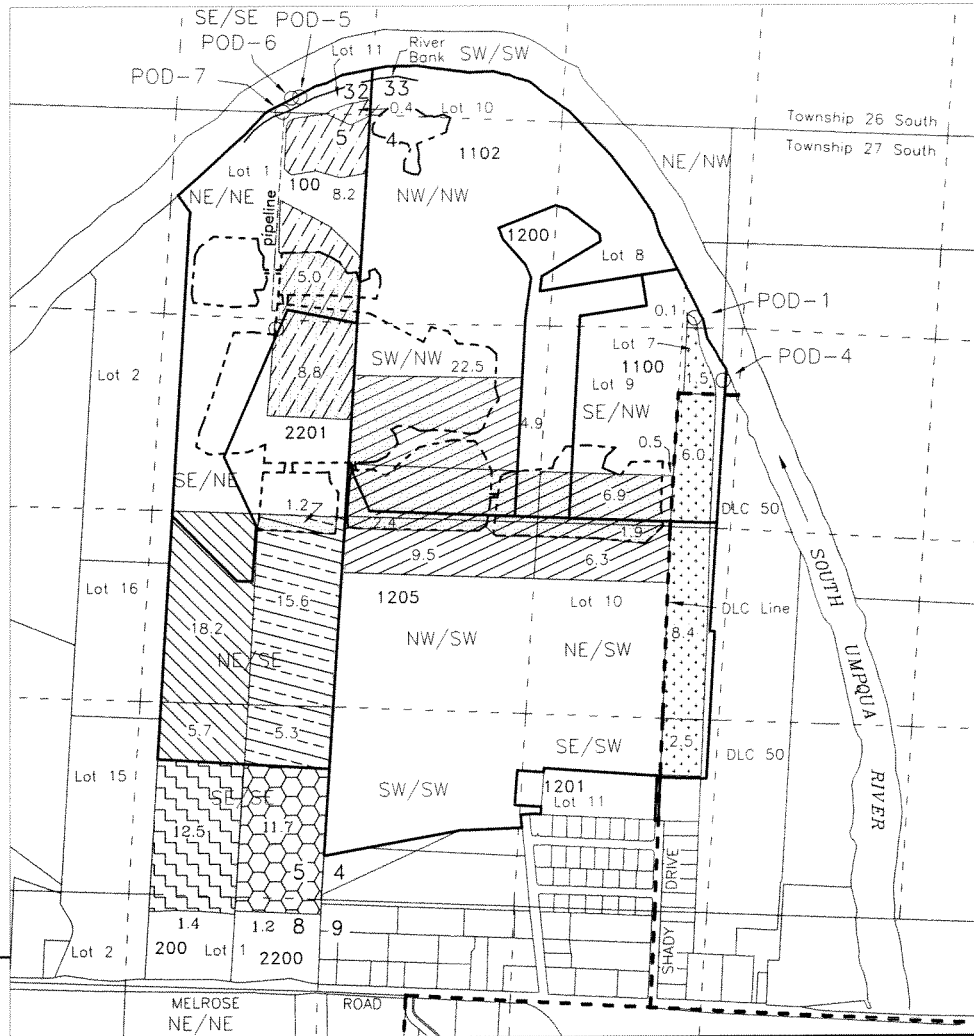 SE/SE POD-5
POD-6
POD-7
Lot 11
River
Bank
SW/SW
32 33
0.4 Lot 10
5 4
1102
Township 26 South
Township 27 South
NE/NW
Lot 1
100
8.2
NE/NE
NW/NW
pipeline
1200
Lot 8
5.0
0.1
POD-1
Lot 7
1100
POD-4
SW/NW
22.5
Lot 2
8.8
Lot 9
1.5
SE/NW
4.9
2201
0.5
6.0
SE/NE
6.9
1.2
2.4
1.9
DLC 50
9.5
6.3
Lot 16
15.6
1205
Lot 10
DLC Line
18.2
NW/SW
NE/SW
8.4
NE/SE
SOUTH
UMPQUA
RIVER
5.7
5.3
SE/SW
2.5
DLC 50
Lot 15
SE/SE
SW/SW
1201
Lot 11
12.5
11.7
5 4
SHADY DRIVE
1.4
1.2
8 9
Lot 2
200
Lot 1
2200
MELROSE ROAD
NE/NE